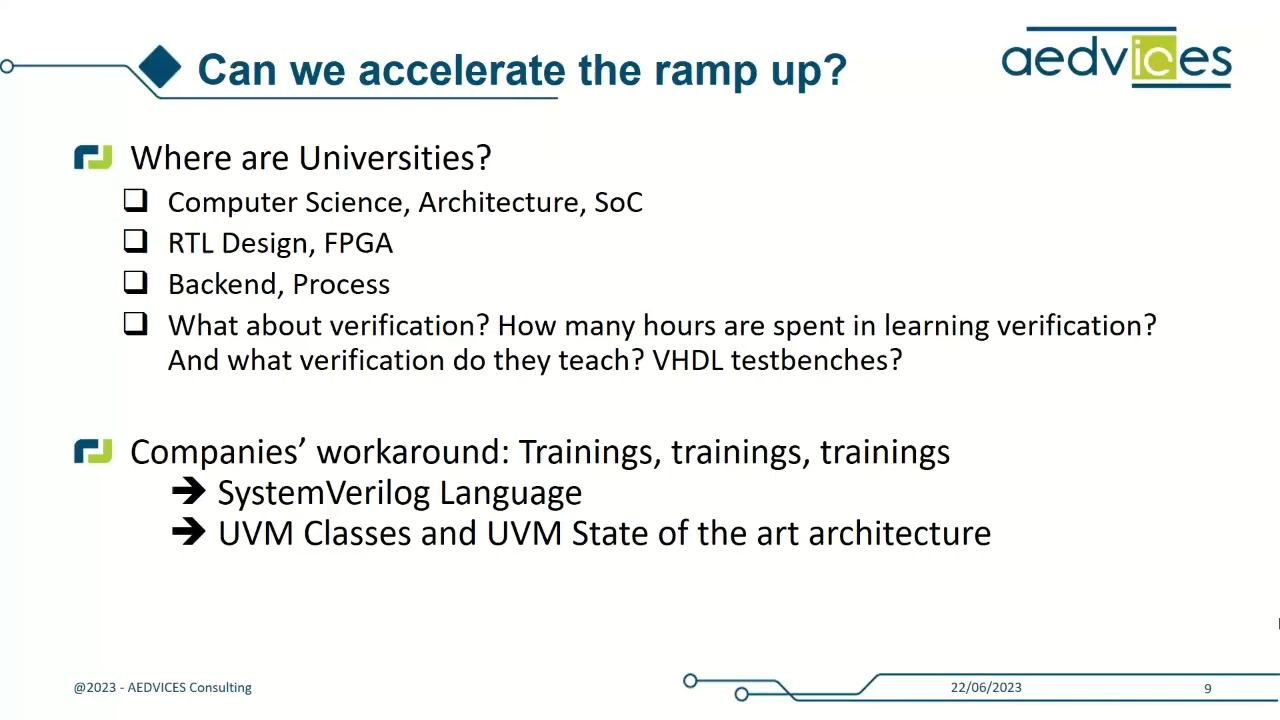 Can we accelerate the ramp up?
aedvices
Where are Universities?
Computer Science, Architecture, SoC
RTL Design, FPGA
Backend, Process
What about verification? How many hours are spent in learning verification?
And what verification do they teach? VHDL testbenches?
Companies’ workaround: Trainings, trainings, trainings
➔ SystemVerilog Language
➔ UVM Classes and UVM State of the art architecture
@2023 - AEDVICES Consulting
22/06/2023
9